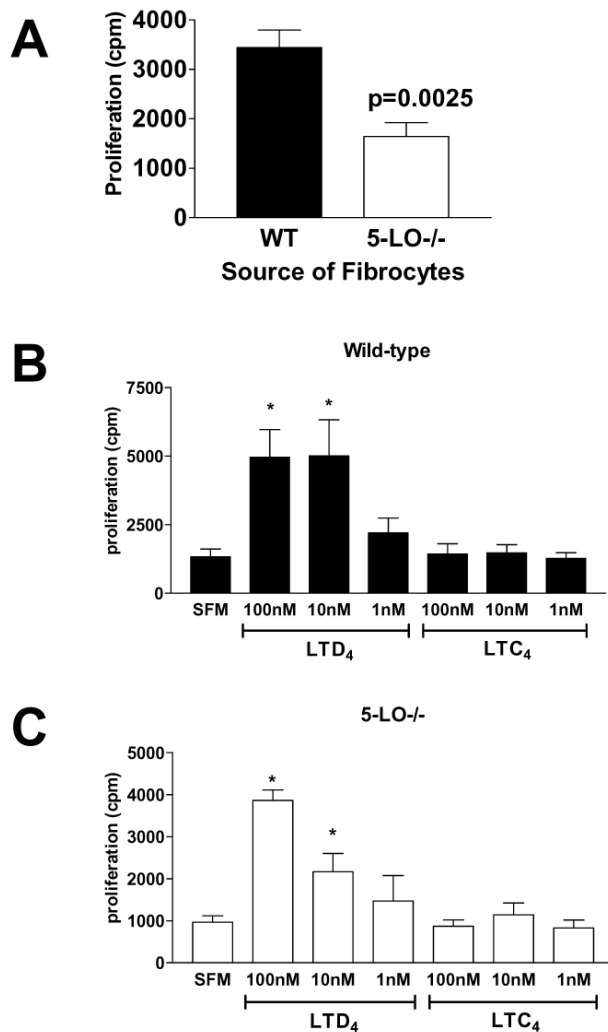 A
Proliferation (cpm)
4000
3000
2000
1000
0
p=0.0025
WT 5-LO-/-
Source of Fibrocytes
B
Wild-type
proliferation (cpm)
7500
5000
2500
0
* *
SFM 100nM 10nM 1nM 100nM 10nM 1nM
LTD₄ LTC₄
C
5-LO-/-
proliferation (cpm)
5000
4000
3000
2000
1000
0
* *
SFM 100nM 10nM 1nM 100nM 10nM 1nM
LTD₄ LTC₄